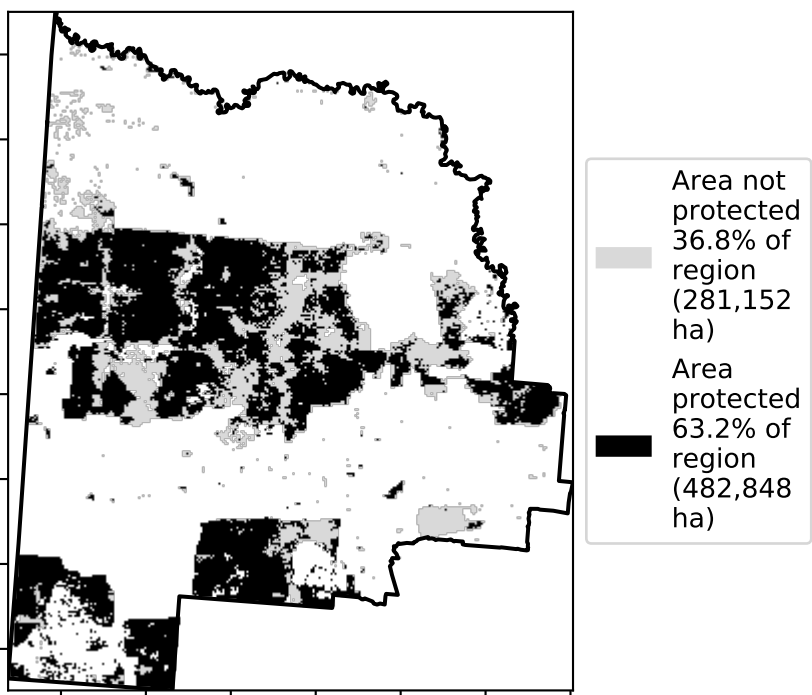 Area not
protected
36.8% of
region
(281,152
ha)
Area
protected
63.2% of
region
(482,848
ha)